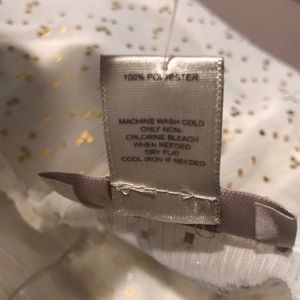 100% POLYESTER
MACHINE WASH COLD
ONLY NON-
CHLORINE BLEACH
WHEN NEEDED
DRY FLAT
COOL IRON IF NEEDED